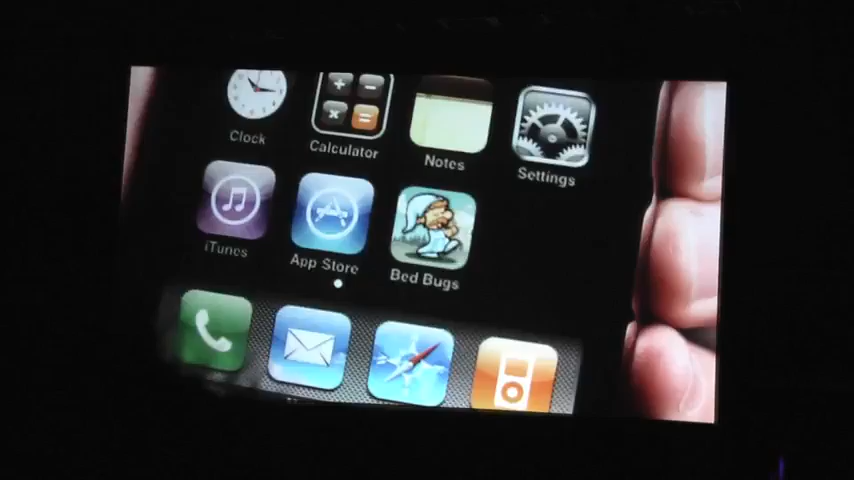 Clock
Calculator
Notes
Settings
iTunes
App Store
Bed Bugs